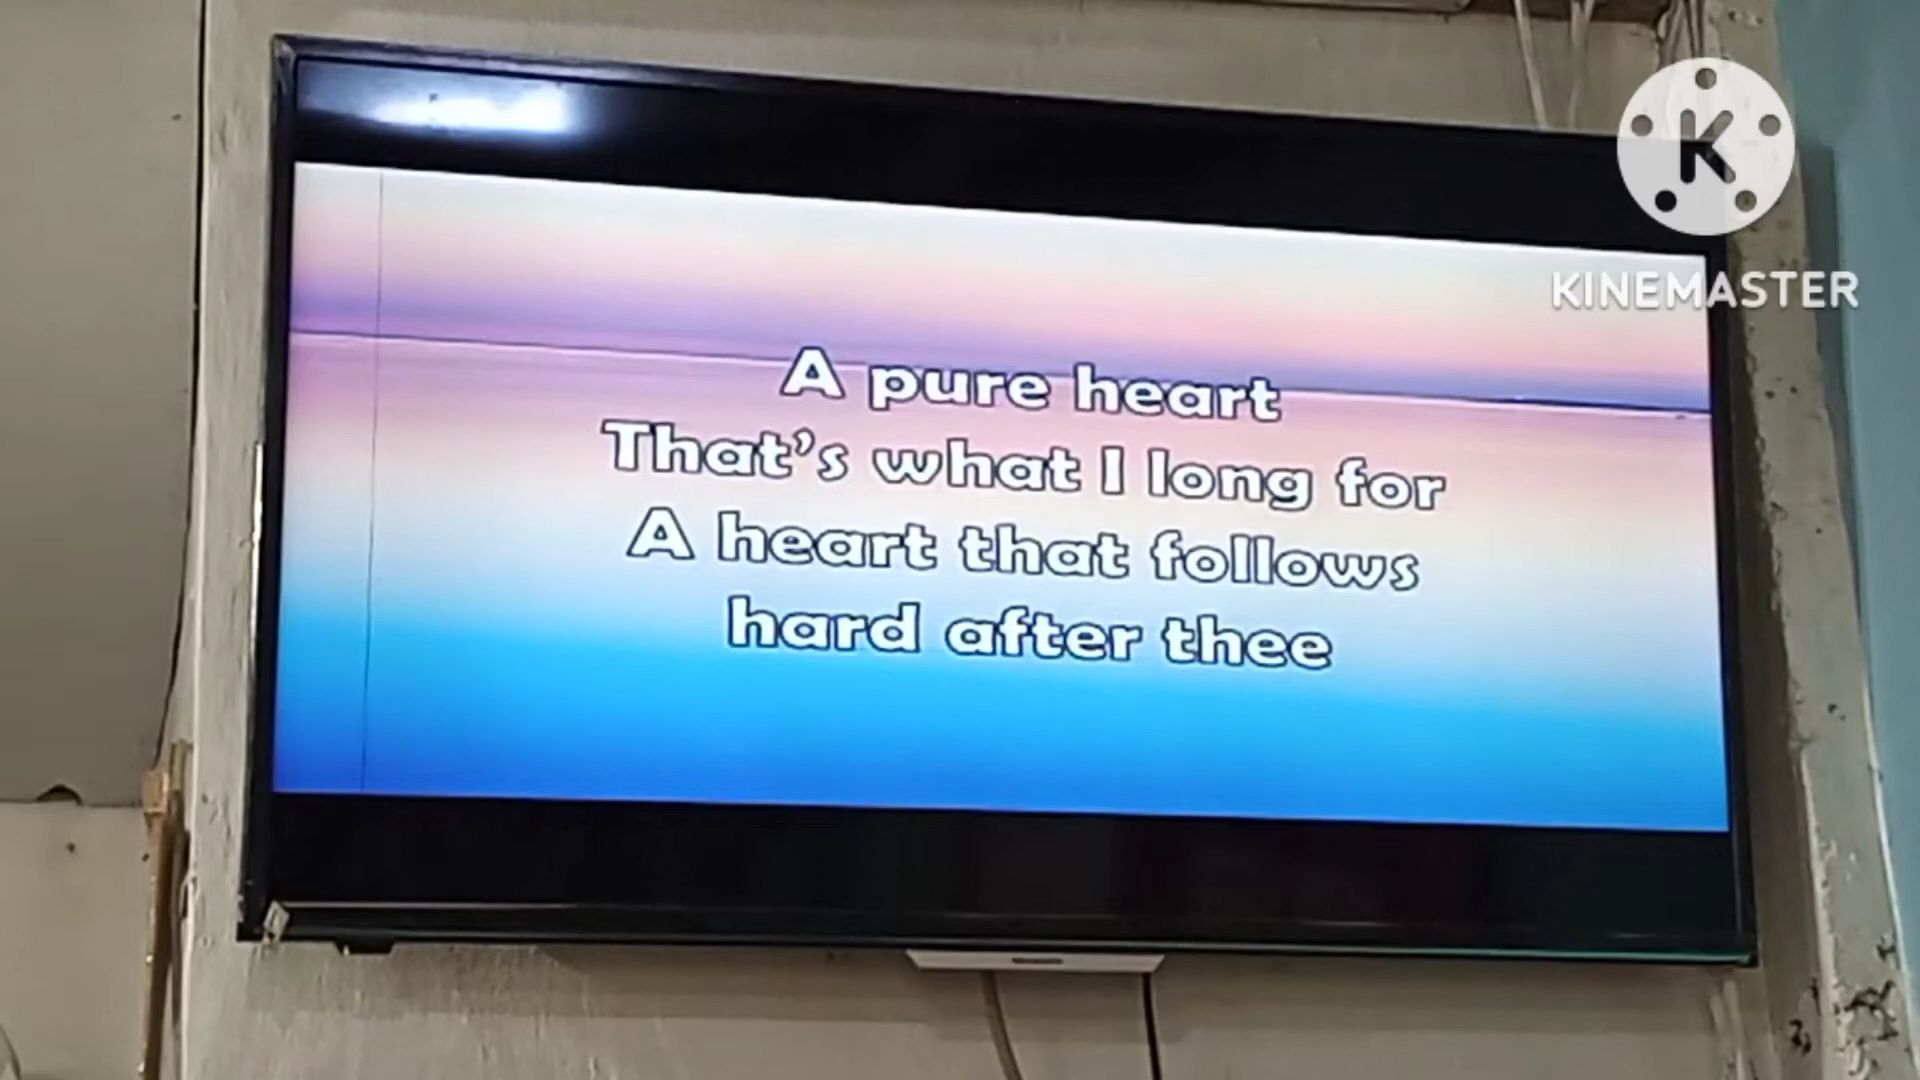 K
KINEMASTER
A pure heart
That's what I long for
A heart that follows
hard after thee